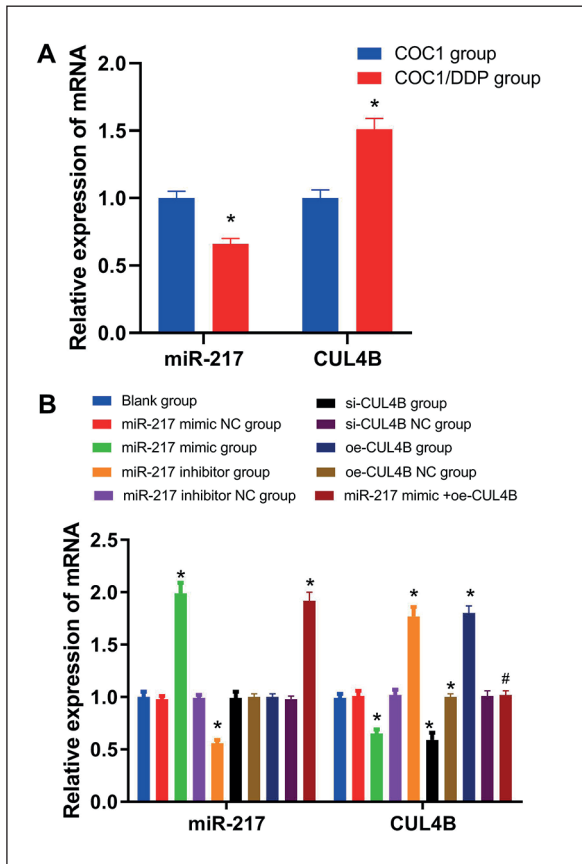 A
COC1 group
COC1/DDP group
Relative expression of mRNA
2.0
1.5
1.0
0.5
0.0
*
*
miR-217
CUL4B
B
Blank group
miR-217 mimic NC group
miR-217 mimic group
miR-217 inhibitor group
miR-217 inhibitor NC group
si-CUL4B group
si-CUL4B NC group
oe-CUL4B group
oe-CUL4B NC group
miR-217 mimic +oe-CUL4B
Relative expression of mRNA
2.5
2.0
1.5
1.0
0.5
0.0
*
*
*
*
*
*
*
*
#
miR-217
CUL4B